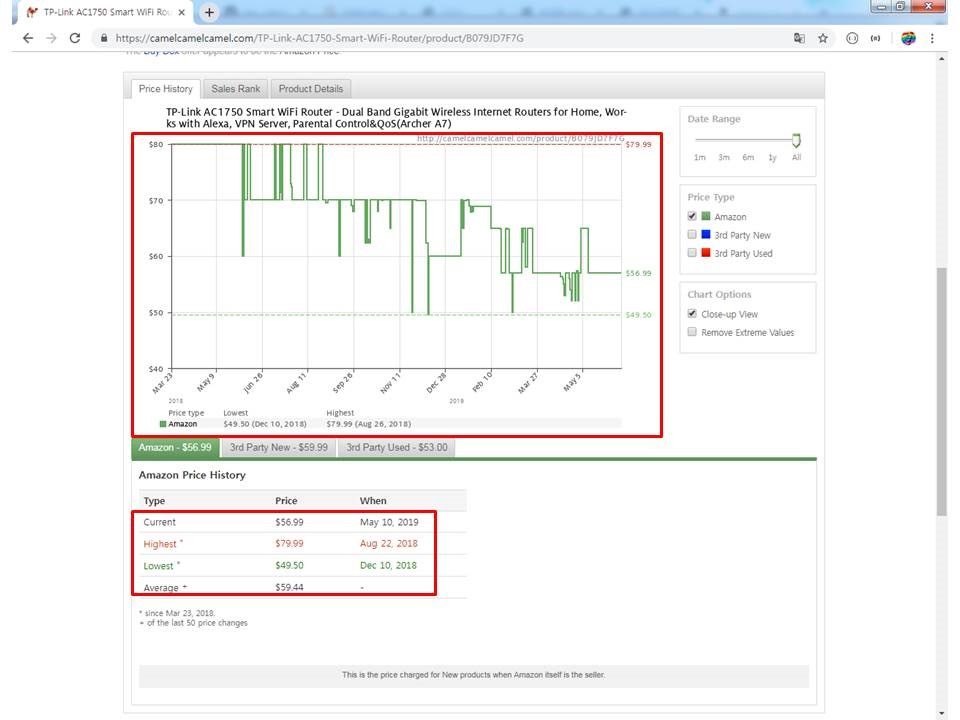 TP-Link AC1750 Smart WiFi Rou
https://camelcamelcamel.com/TP-Link-AC1750-Smart-WiFi-Router/product/B079JD7F7G
The Buy Box offer appears to be the Amazon Price.
Price History
Sales Rank
Product Details
TP-Link AC1750 Smart WiFi Router - Dual Band Gigabit Wireless Internet Routers for Home, Wor-
ks with Alexa, VPN Server, Parental Control&QoS(Archer A7)
http://camelcamelcamel.com/product/B079JD7F7G
$80
$79.99
$70
$60
$56.99
$50
$49.50
$40
Mar 23
May 9
Jun 26
Aug 11
Sep 26
Nov 11
Dec 28
Feb 10
Mar 27
May 5
2018
2019
Price type Lowest Highest
Amazon $49.50 (Dec 10, 2018) $79.99 (Aug 26, 2018)
Date Range
1m 3m 6m 1y All
Price Type
Amazon
3rd Party New
3rd Party Used
Chart Options
Close-up View
Remove Extreme Values
Amazon - $56.99
3rd Party New - $59.99
3rd Party Used - $53.00
Amazon Price History
Type Price When
Current $56.99 May 10, 2019
Highest * $79.99 Aug 22, 2018
Lowest * $49.50 Dec 10, 2018
Average + $59.44 -
* since Mar 23, 2018.
+ of the last 50 price changes
This is the price charged for New products when Amazon itself is the seller.